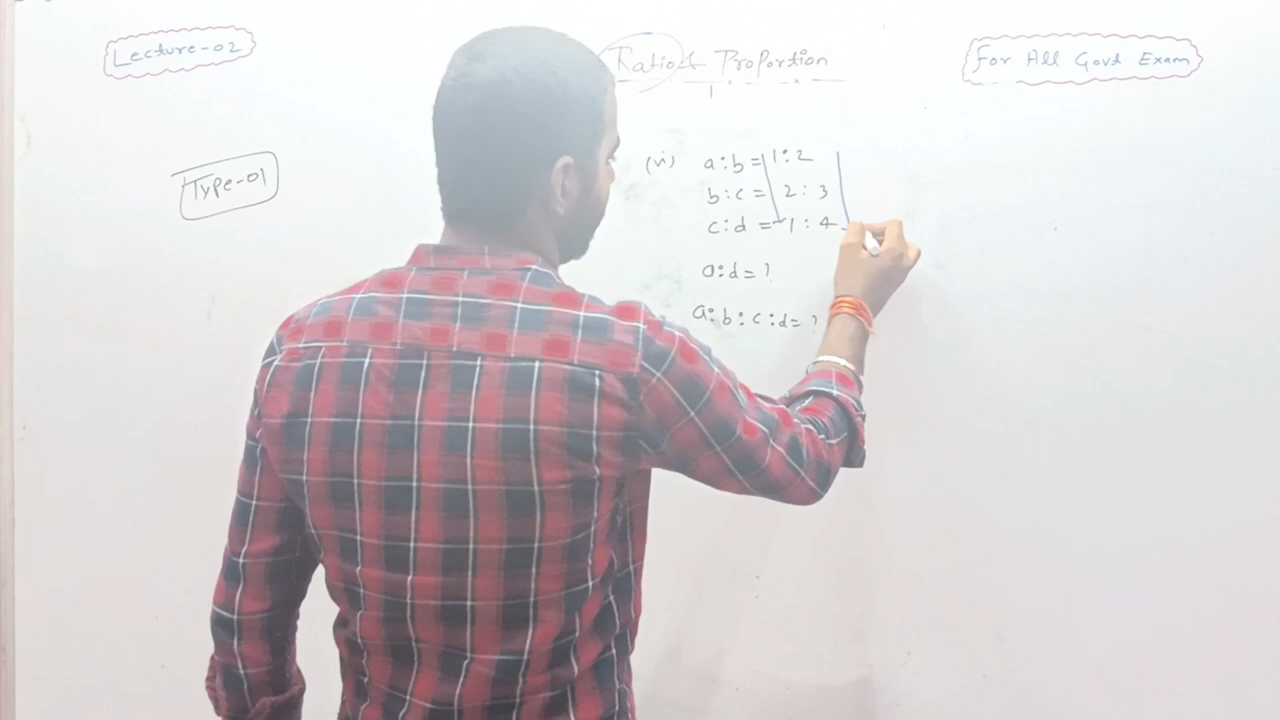 Lecture-02
Ratio & Proportion
For All Govt. Exam
Type-01
(vi) a:b = 1:2
b:c = 2:3
c:d = 1:4
a:d = ?
a:b:c:d = ?